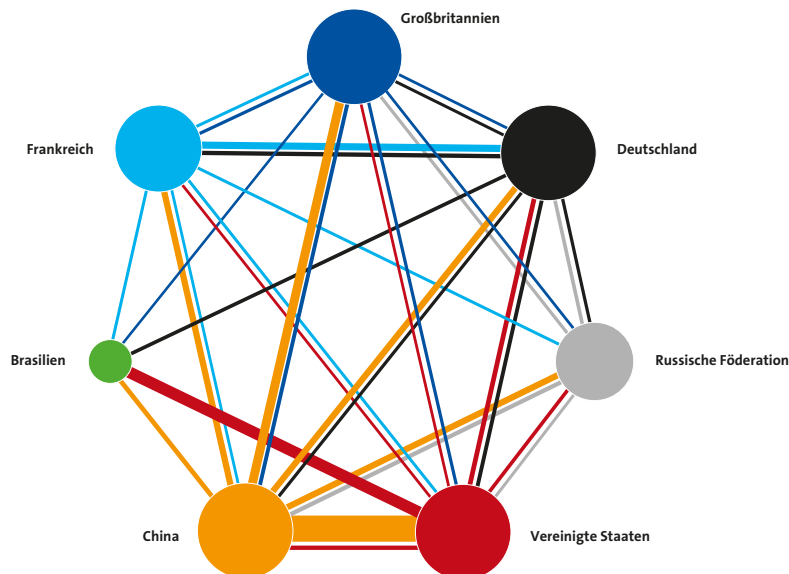 Großbritannien
Frankreich
Deutschland
Brasilien
Russische Föderation
China
Vereinigte Staaten